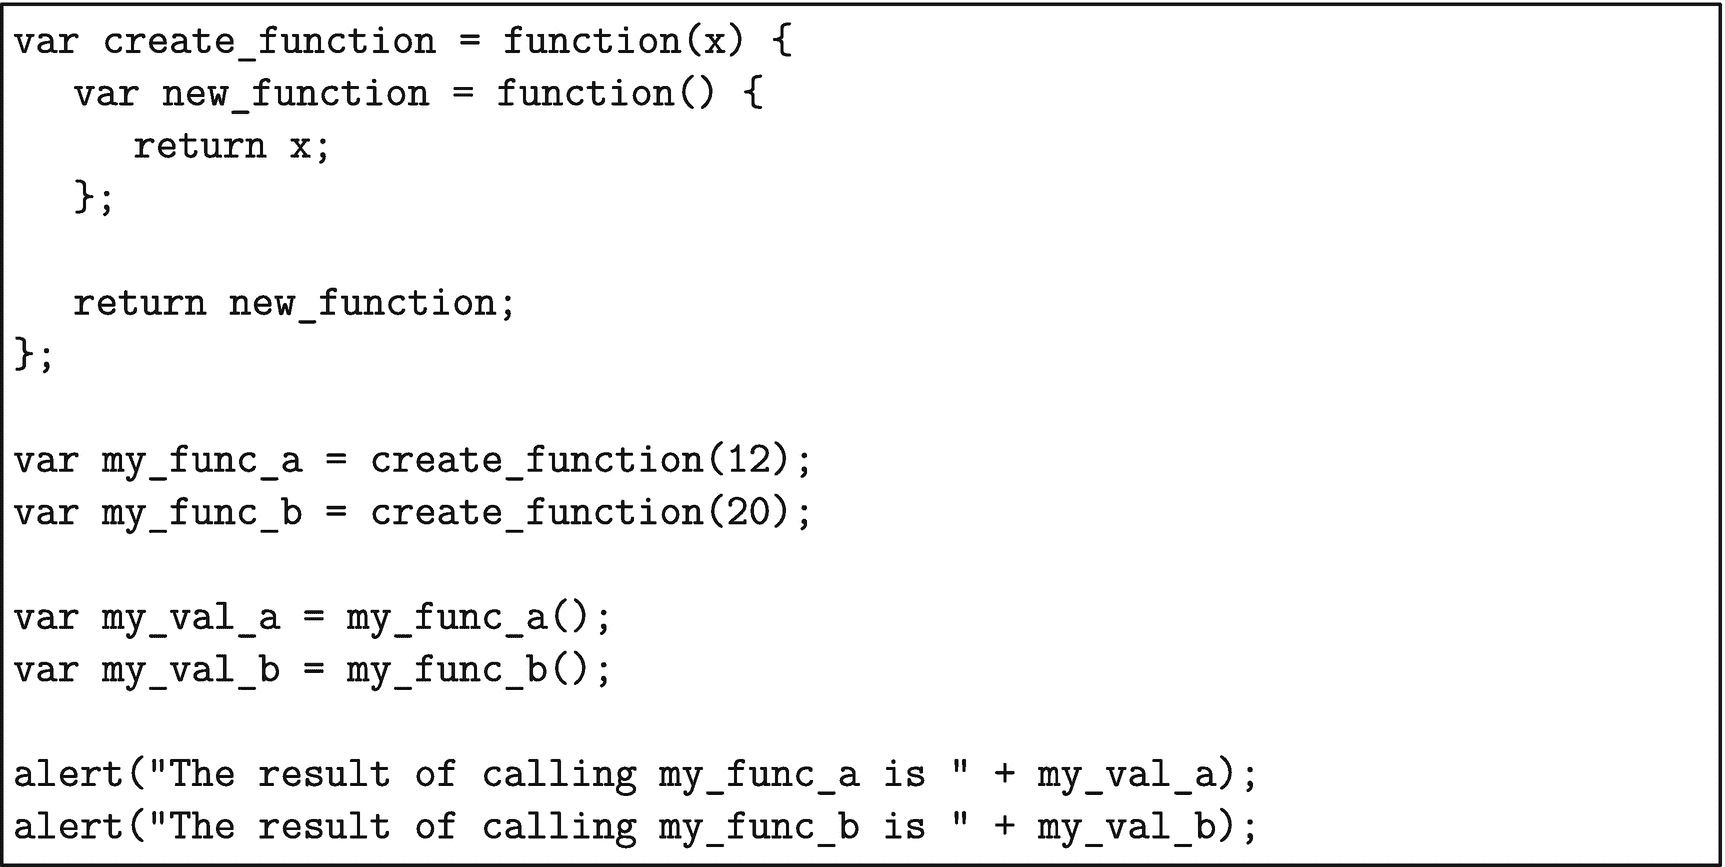 var create_function = function(x) {
   var new_function = function() {
      return x;
   };

   return new_function;
};

var my_func_a = create_function(12);
var my_func_b = create_function(20);

var my_val_a = my_func_a();
var my_val_b = my_func_b();

alert("The result of calling my_func_a is " + my_val_a);
alert("The result of calling my_func_b is " + my_val_b);